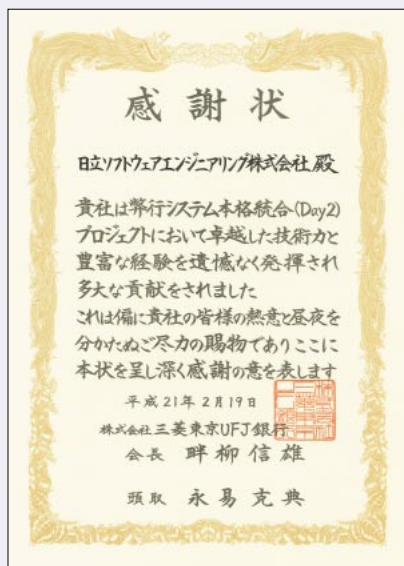 感謝状
日立ソフトウェアエンジニアリング株式会社 殿
貴社は弊行システム本格統合(Day2)
プロジェクトにおいて卓越した技術力と
豊富な経験を遺憾なく発揮され
多大な貢献をされました
これは偏に貴社の皆様の熱意と昼夜を
分かたぬご尽力の賜物でありここに
本状を呈し深く感謝の意を表します
平成21年2月19日
株式会社三菱東京UFJ銀行
会長 畔柳信雄
頭取 永易克典